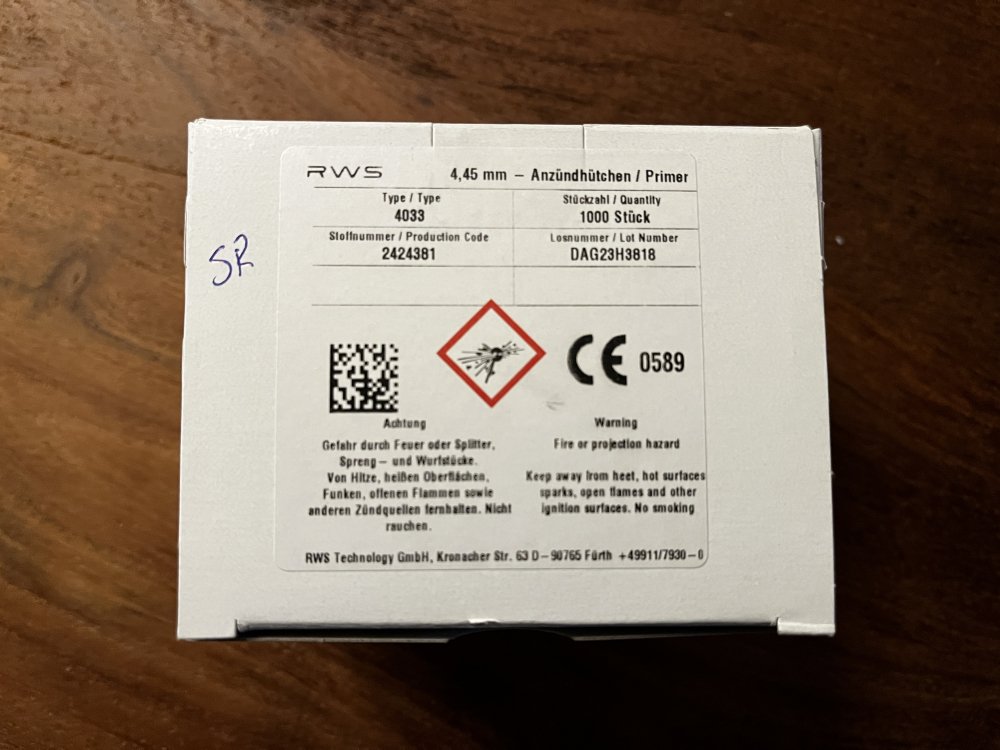 RWS 4,45 mm – Anzündhütchen / Primer
Type / Type Stückzahl / Quantity
4033 1000 Stück
Stoffnummer / Production Code Losnummer / Lot Number
2424381 DAG23H3818
SR
CE 0589
Achtung
Gefahr durch Feuer oder Splitter,
Spreng – und Wurfstücke.
Von Hitze, heißen Oberflächen,
Funken, offenen Flammen sowie
anderen Zündquellen fernhalten. Nicht
rauchen.
Warning
Fire or projection hazard
Keep away from heet, hot surfaces
sparks, open flames and other
ignition surfaces. No smoking
RWS Technology GmbH, Kronacher Str. 63 D – 90765 Fürth +49911/7930 – 0